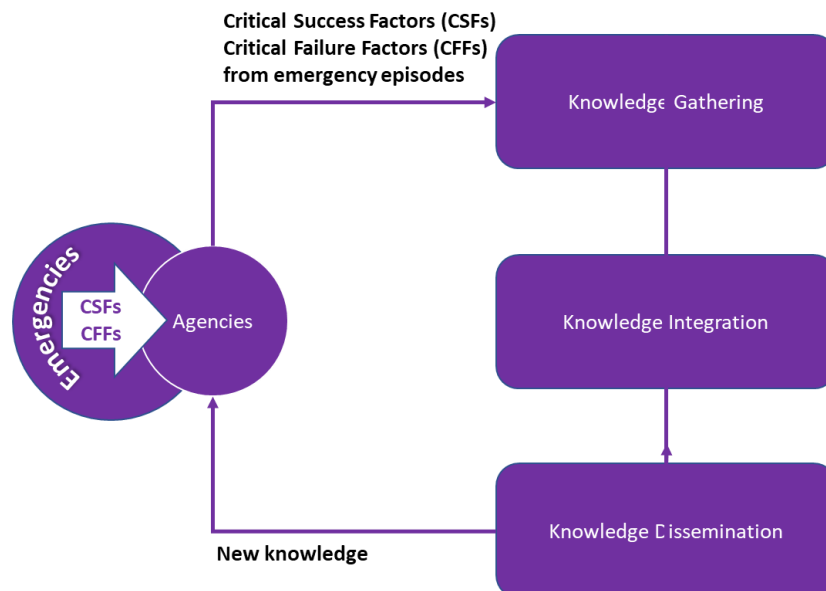 Critical Success Factors (CSFs)
Critical Failure Factors (CFFs)
from emergency episodes
Knowledge Gathering
Emergencies
CSFs
CFFs
Agencies
Knowledge Integration
Knowledge Dissemination
New knowledge